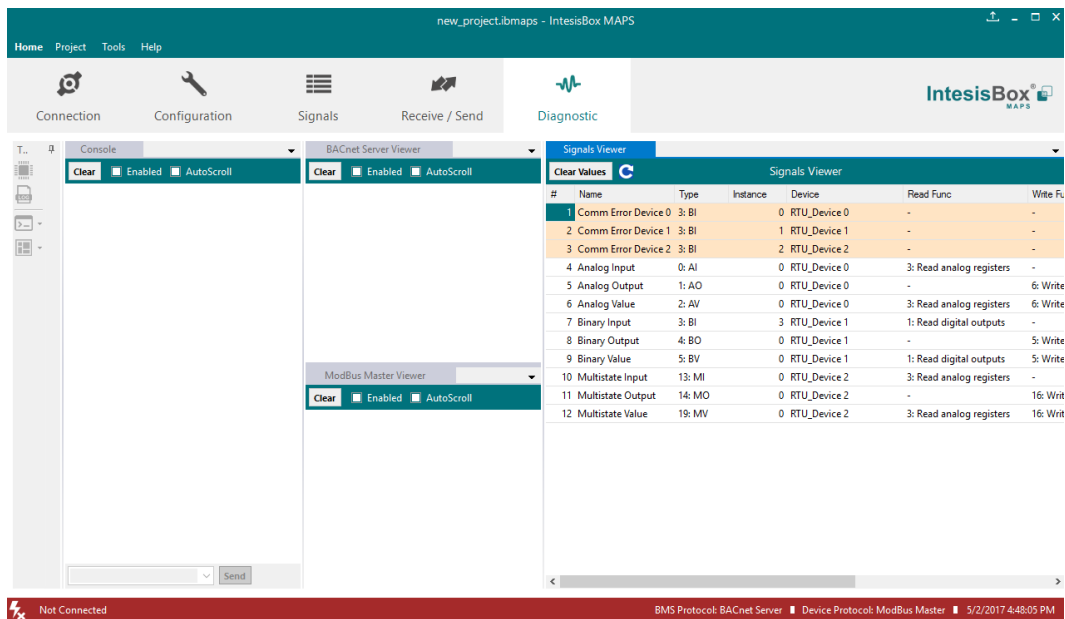 new_project.ibmaps - IntesisBox MAPS
Home Project Tools Help
Connection Configuration Signals Receive / Send Diagnostic
IntesisBox®
MAPS
T..
LOG
Console
Clear Enabled AutoScroll
Send
BACnet Server Viewer
Clear Enabled AutoScroll
ModBus Master Viewer
Clear Enabled AutoScroll
Signals Viewer
Clear Values Signals Viewer
# Name Type Instance Device Read Func Write Fu
1 Comm Error Device 0 3: BI 0 RTU_Device 0 - -
2 Comm Error Device 1 3: BI 1 RTU_Device 1 - -
3 Comm Error Device 2 3: BI 2 RTU_Device 2 - -
4 Analog Input 0: AI 0 RTU_Device 0 3: Read analog registers -
5 Analog Output 1: AO 0 RTU_Device 0 - 6: Write
6 Analog Value 2: AV 0 RTU_Device 0 3: Read analog registers 6: Write
7 Binary Input 3: BI 3 RTU_Device 1 1: Read digital outputs -
8 Binary Output 4: BO 0 RTU_Device 1 - 5: Write
9 Binary Value 5: BV 0 RTU_Device 1 1: Read digital outputs 5: Write
10 Multistate Input 13: MI 0 RTU_Device 2 3: Read analog registers -
11 Multistate Output 14: MO 0 RTU_Device 2 - 16: Writ
12 Multistate Value 19: MV 0 RTU_Device 2 3: Read analog registers 16: Writ
Not Connected
BMS Protocol: BACnet Server Device Protocol: ModBus Master 5/2/2017 4:48:05 PM